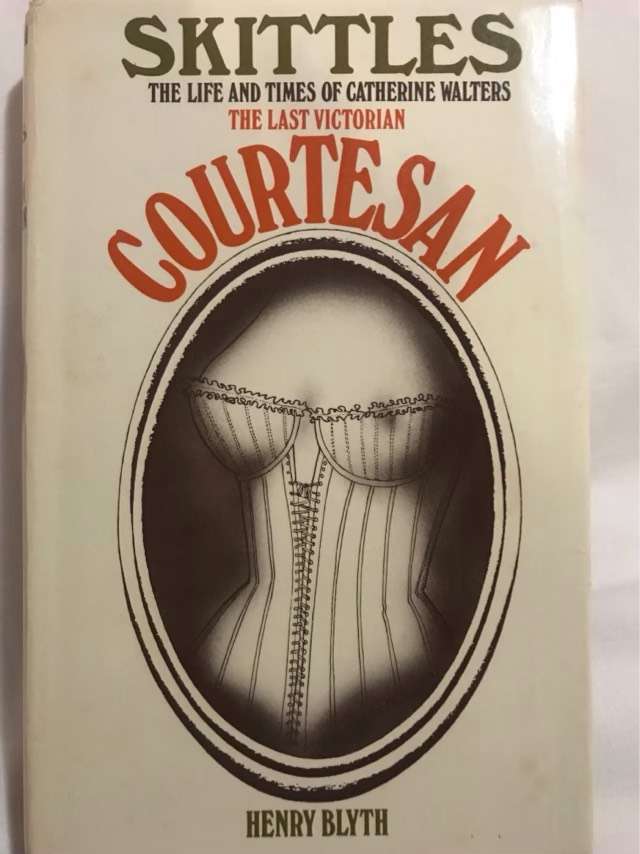 SKITTLES
THE LIFE AND TIMES OF CATHERINE WALTERS
THE LAST VICTORIAN
COURTESAN
HENRY BLYTH